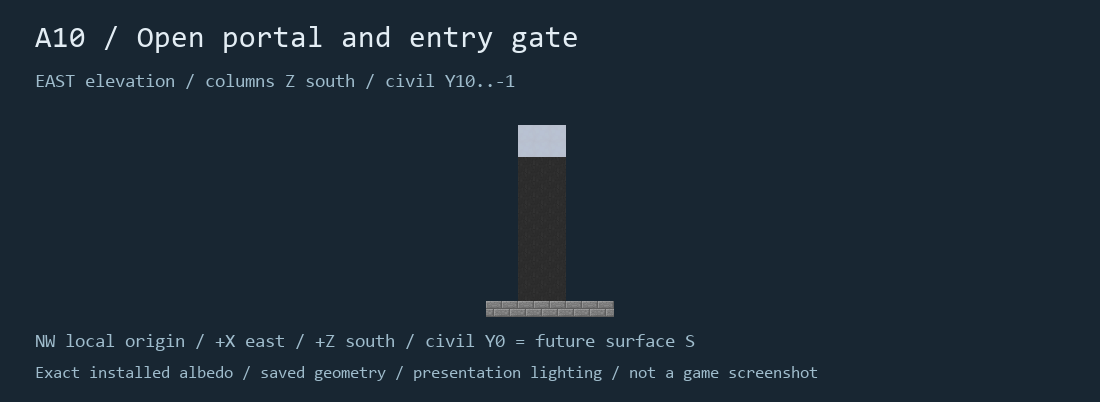 A10 / Open portal and entry gate
EAST elevation / columns Z south / civil Y10..-1
NW local origin / +X east / +Z south / civil Y0 = future surface S
Exact installed albedo / saved geometry / presentation lighting / not a game screenshot